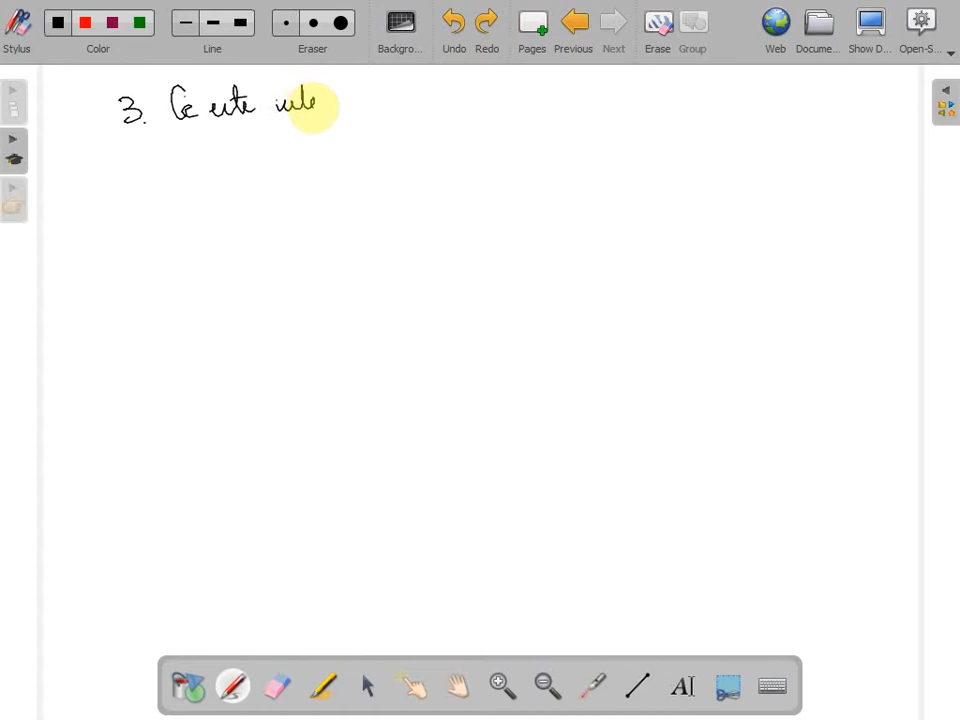 Stylus
Color
Line
Eraser
Backgro...
Undo
Redo
Pages
Previous
Next
Erase
Group
Web
Docume...
Show D...
Open-S...
3. Ce este inte
A